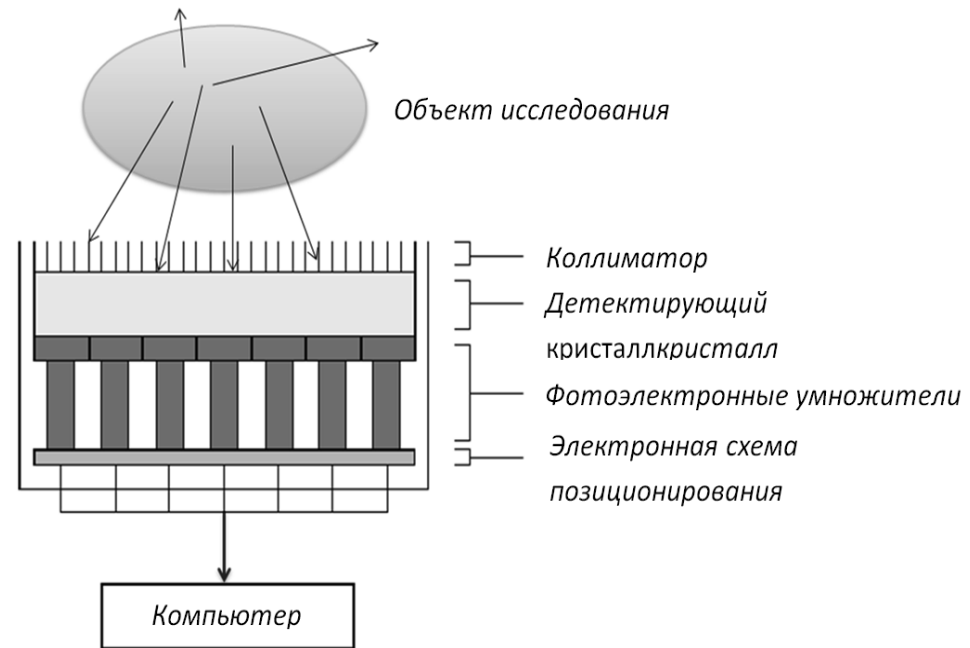 Объект исследования
Коллиматор
Детектирующий
кристаллкристалл
Фотоэлектронные умножители
Электронная схема
позиционирования
Компьютер